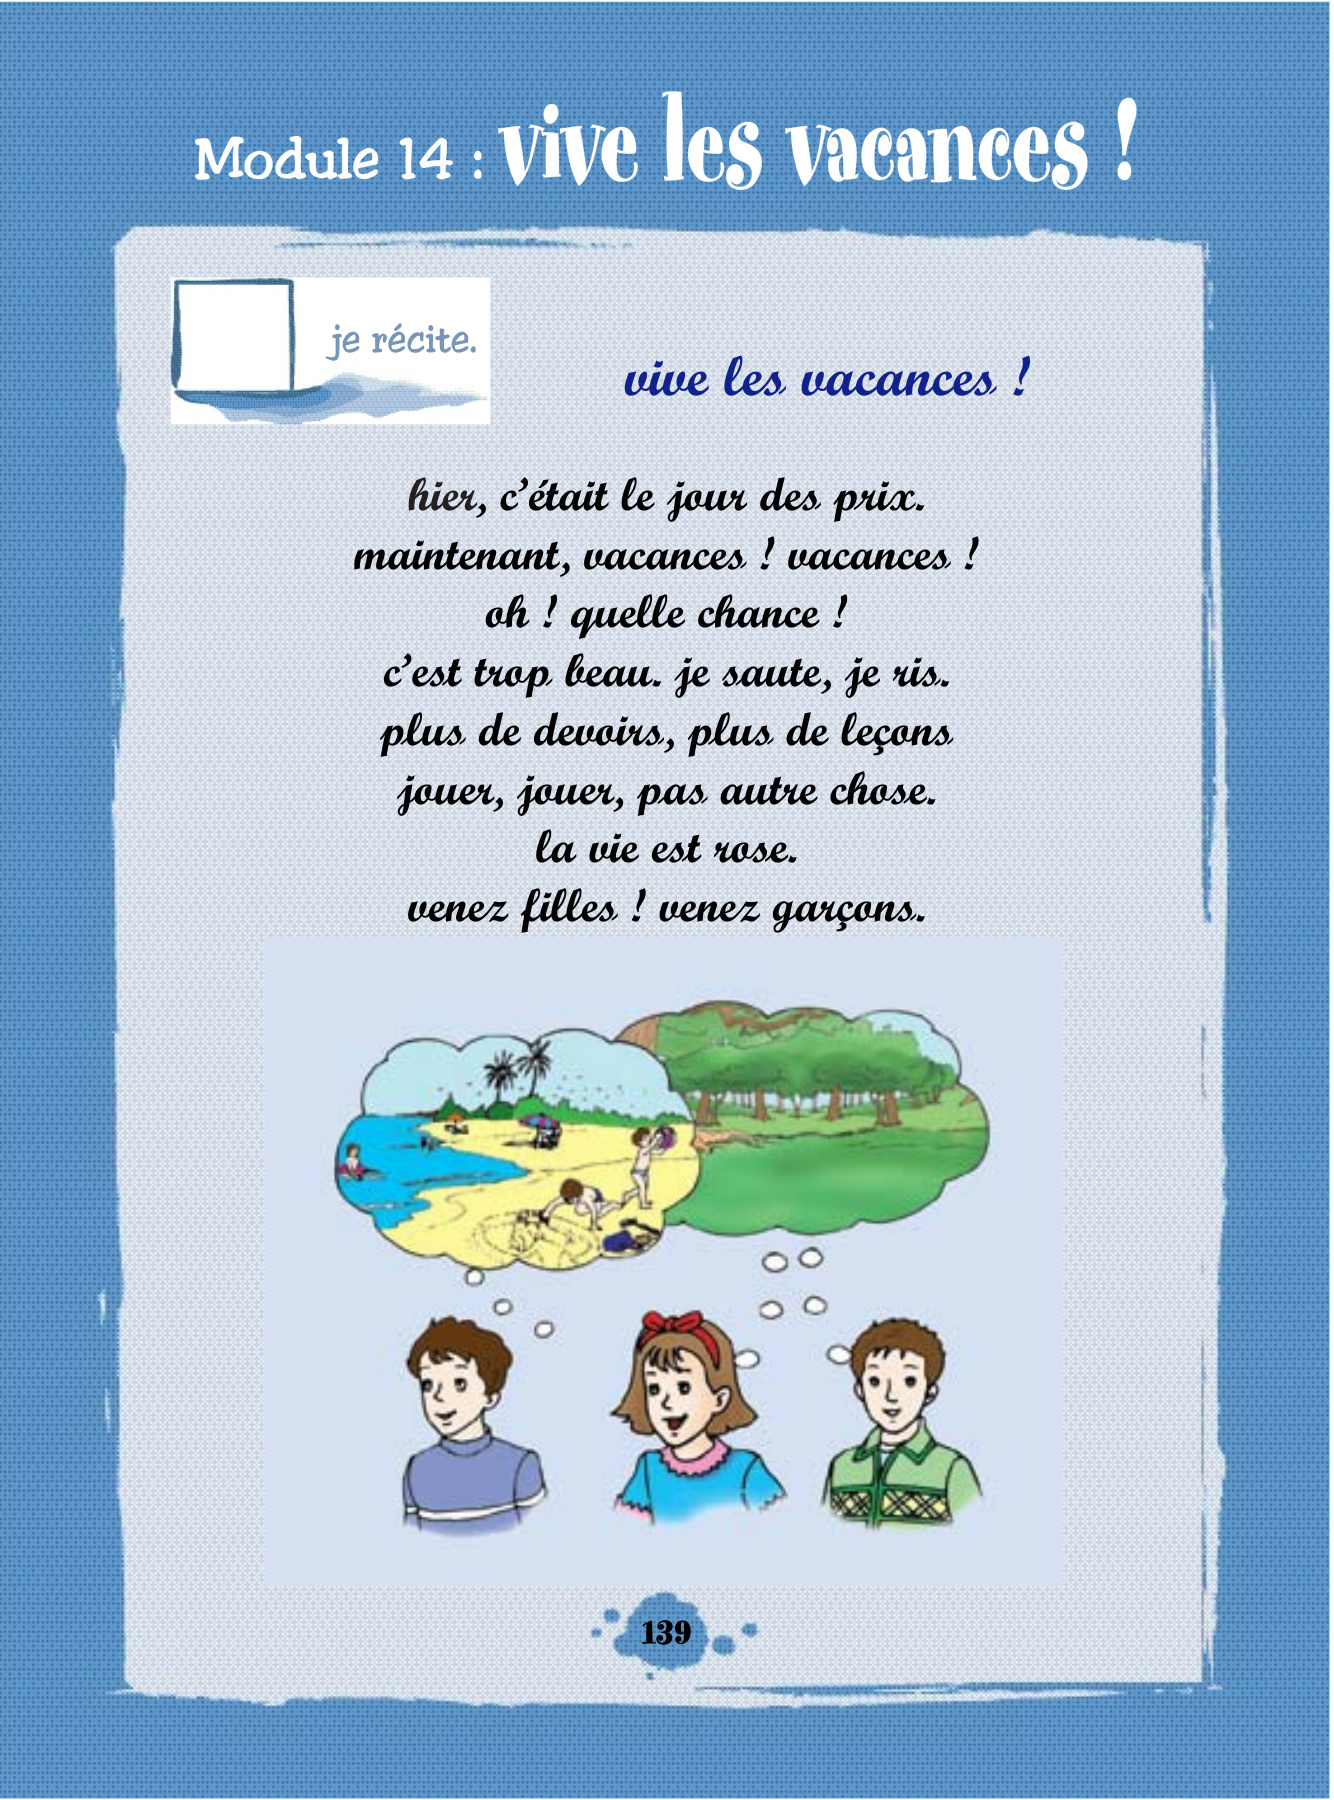 Module 14 : vive les vacances !
je récite.
vive les vacances !
hier, c’était le jour des prix.
maintenant, vacances ! vacances !
oh ! quelle chance !
c’est trop beau. je saute, je ris.
plus de devoirs, plus de leçons
jouer, jouer, pas autre chose.
la vie est rose.
venez filles ! venez garçons.
139